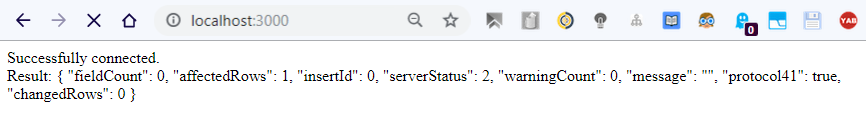 localhost:3000
0
YAB
Successfully connected.
Result: { "fieldCount": 0, "affectedRows": 1, "insertId": 0, "serverStatus": 2, "warningCount": 0, "message": "", "protocol41": true,
"changedRows": 0 }